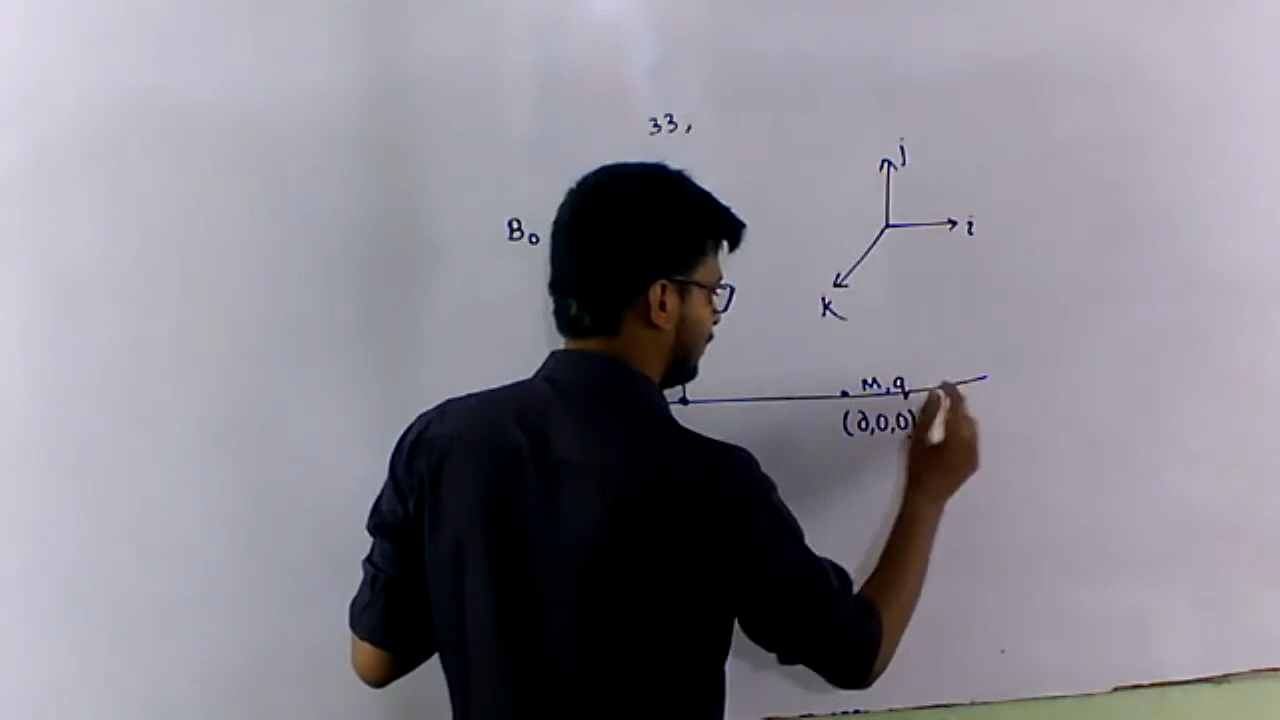 33,
j
B₀
i
K
M,q
(∂,0,0)